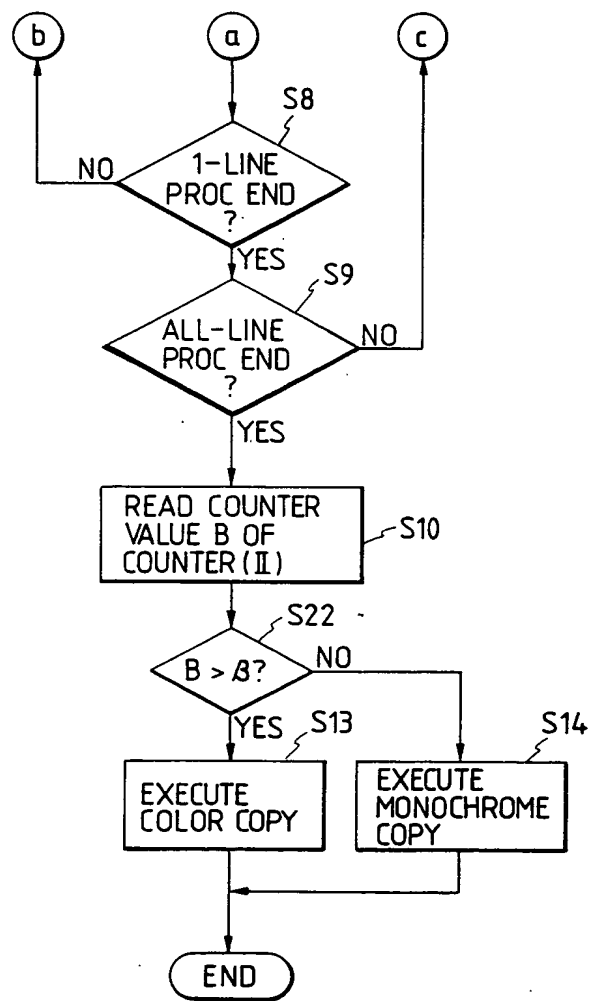 b
a
c
S8
1-LINE
PROC END
?
NO
YES
S9
ALL-LINE
PROC END
?
NO
YES
READ COUNTER
VALUE B OF
COUNTER (II)
S10
S22
B > β?
NO
YES
S13
EXECUTE
COLOR COPY
S14
EXECUTE
MONOCHROME
COPY
END